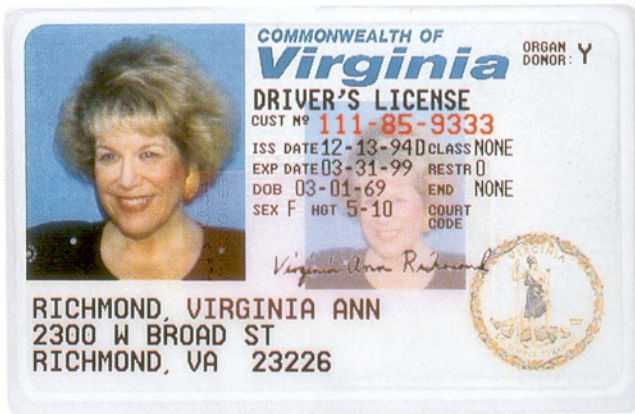 COMMONWEALTH OF
Virginia
ORGAN
DONOR: Y
DRIVER'S LICENSE
CUST Nº 111-85-9333
ISS DATE 12-13-94 D CLASS NONE
EXP DATE 03-31-99 RESTR 0
DOB 03-01-69 END NONE
SEX F HGT 5-10 COURT
CODE
Virginia Ann Richmond
VIRGINIA
RICHMOND, VIRGINIA ANN
2300 W BROAD ST
RICHMOND, VA 23226